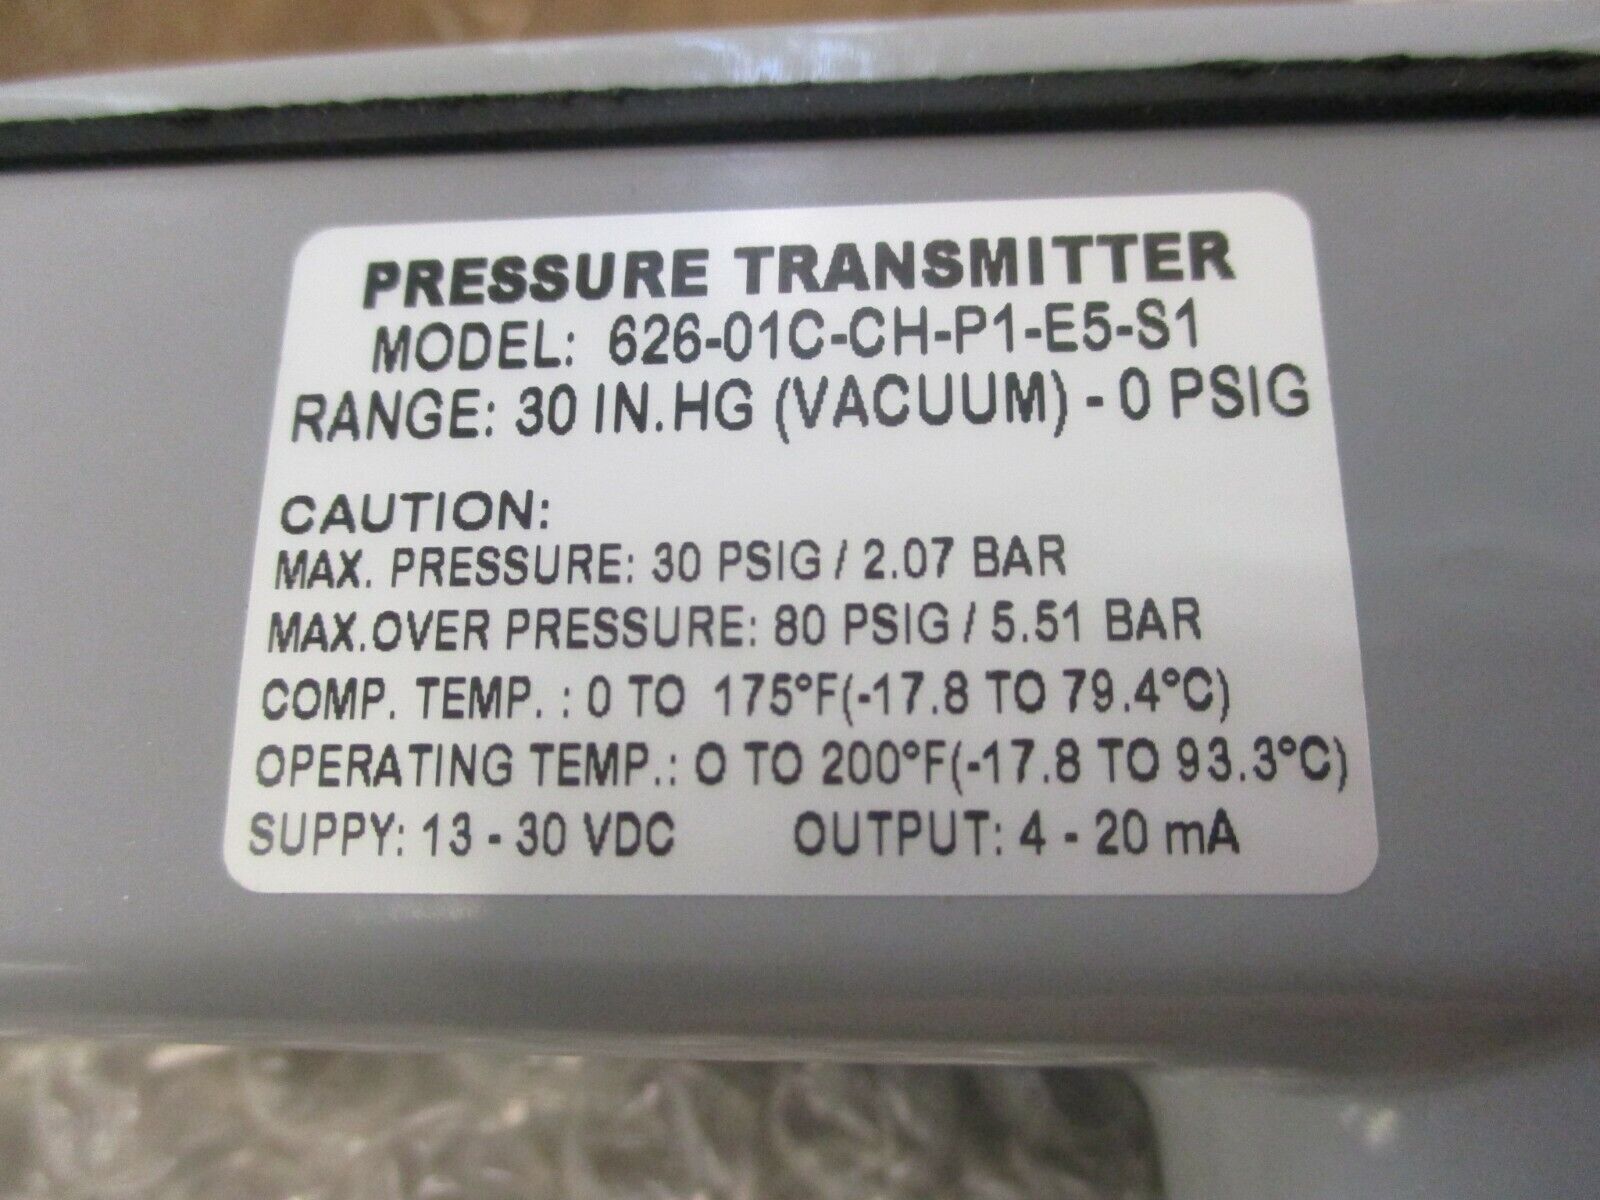 PRESSURE TRANSMITTER
MODEL: 626-01C-CH-P1-E5-S1
RANGE: 30 IN.HG (VACUUM) - 0 PSIG
CAUTION:
MAX. PRESSURE: 30 PSIG / 2.07 BAR
MAX.OVER PRESSURE: 80 PSIG / 5.51 BAR
COMP. TEMP. : 0 TO 175°F(-17.8 TO 79.4°C)
OPERATING TEMP.: O TO 200°F(-17.8 TO 93.3°C)
SUPPY: 13 - 30 VDC OUTPUT: 4 - 20 mA